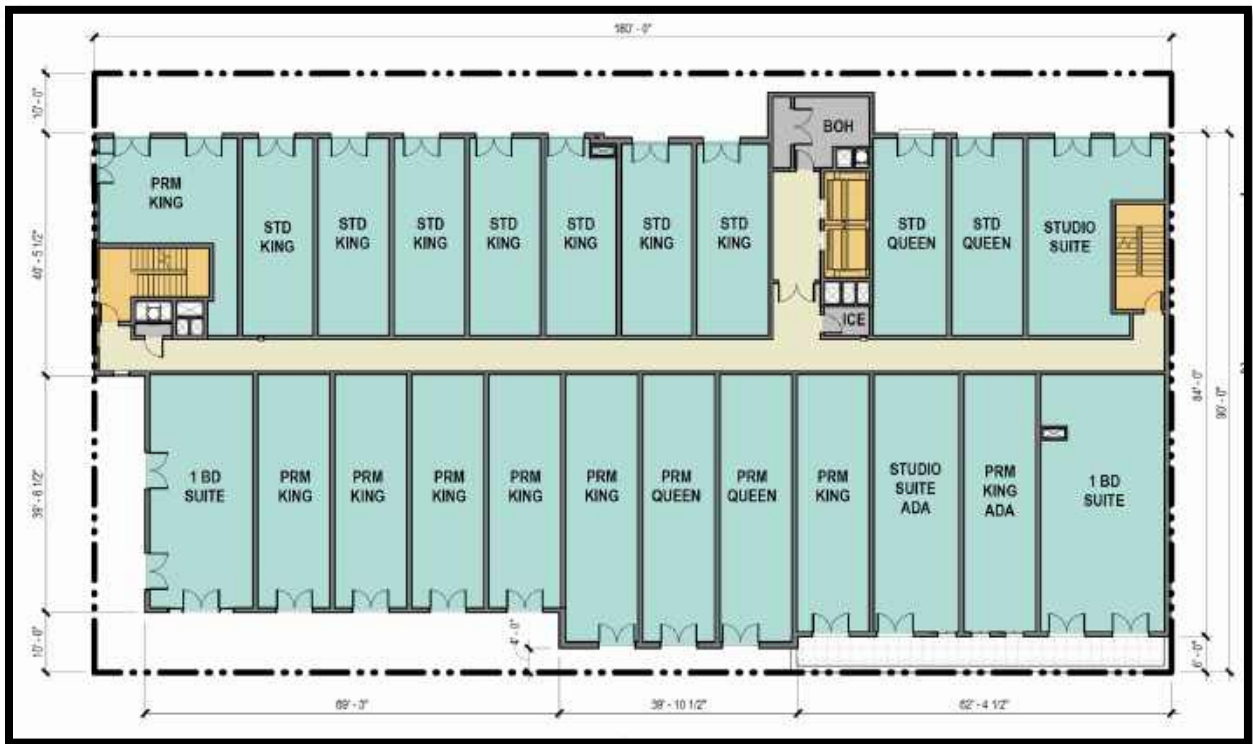 180' - 0"
10' - 0"
BOH
PRM
KING
STD
KING
STD
KING
STD
KING
STD
KING
STD
KING
STD
KING
STD
KING
STD
QUEEN
STD
QUEEN
STUDIO
SUITE
40' - 5 1/2"
ICE
84' - 0"
90' - 0"
39' - 6 1/2"
1 BD
SUITE
PRM
KING
PRM
KING
PRM
KING
PRM
KING
PRM
KING
PRM
QUEEN
PRM
QUEEN
PRM
KING
STUDIO
SUITE
ADA
PRM
KING
ADA
1 BD
SUITE
10' - 0"
4' - 0"
6' - 0"
69' - 3"
39' - 10 1/2"
62' - 4 1/2"